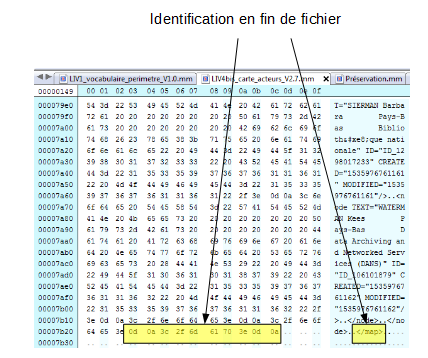 Identification en fin de fichier
LIV1_vocabulaire_perimetre_V1.0.mm LIV4bis_carte_acteurs_V2.7.mm Préservation.mm
00000149 00 01 02 03 04 05 06 07 08 09 0a 0b 0c 0d 0e 0f
000079e0 54 3d 22 53 49 45 52 4d 41 4e 20 42 61 72 62 61 T="SIERMAN Barba
000079f0 72 61 20 20 20 20 20 20 20 20 50 61 79 73 2d 42 ra Pays-B
00007a00 61 73 20 20 20 20 20 20 20 20 42 69 62 6c 69 6f as Biblio
00007a10 74 68 26 23 78 65 38 3b 71 75 65 20 6e 61 74 69 th&#xe8;que nati
00007a20 6f 6e 61 6c 65 22 20 49 44 3d 22 49 44 5f 31 32 onale" ID="ID_12
00007a30 39 38 30 31 37 32 33 33 22 20 43 52 45 41 54 45 98017233" CREATE
00007a40 44 3d 22 31 35 33 35 39 37 36 37 36 31 31 36 31 D="1535976761161
00007a50 22 20 4d 4f 44 49 46 49 45 44 3d 22 31 35 33 35 " MODIFIED="1535
00007a60 39 37 36 37 36 31 31 36 31 22 2f 3e 0d 0a 3c 6e 976761161"/>..<n
00007a70 6f 64 65 20 54 45 58 54 3d 22 57 41 54 45 52 4d ode TEXT="WATERM
00007a80 41 4e 20 4b 65 65 73 20 20 20 20 20 20 20 20 50 AN Kees P
00007a90 61 79 73 2d 42 61 73 20 20 20 20 20 20 20 20 44 ays-Bas D
00007aa0 61 74 61 20 41 72 63 68 69 76 69 6e 67 20 61 6e ata Archiving an
00007ab0 64 20 4e 65 74 77 6f 72 6b 65 64 20 53 65 72 76 d Networked Serv
00007ac0 69 63 65 73 20 28 44 41 4e 53 29 22 20 49 44 3d ices (DANS)" ID=
00007ad0 22 49 44 5f 31 30 36 31 30 31 38 37 39 22 20 43 "ID_106101879" C
00007ae0 52 45 41 54 45 44 3d 22 31 35 33 35 39 37 36 37 REATED="15359767
00007af0 36 31 31 36 32 22 20 4d 4f 44 49 46 49 45 44 3d 61162" MODIFIED=
00007b00 22 31 35 33 35 39 37 36 37 36 31 31 36 32 22 2f "1535976761162"/
00007b10 3e 0d 0a 3c 2f 6e 6f 64 65 3e 0d 0a 3c 2f 6e 6f >..</node>..</no
00007b20 64 65 3e 0d 0a 3c 2f 6d 61 70 3e 0d 0a de>..</map>..